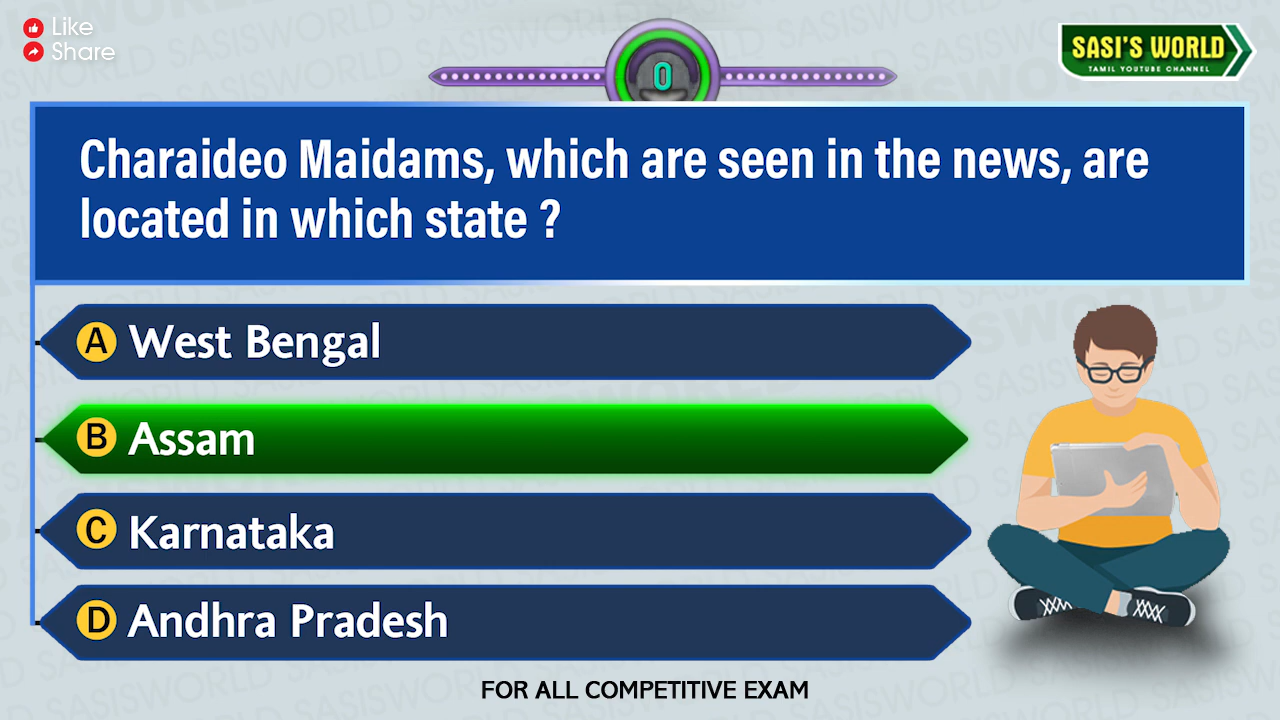 Like
Share
0
SASI'S WORLD
TAMIL YOUTUBE CHANNEL
Charaideo Maidams, which are seen in the news, are
located in which state ?
A West Bengal
B Assam
C Karnataka
D Andhra Pradesh
FOR ALL COMPETITIVE EXAM